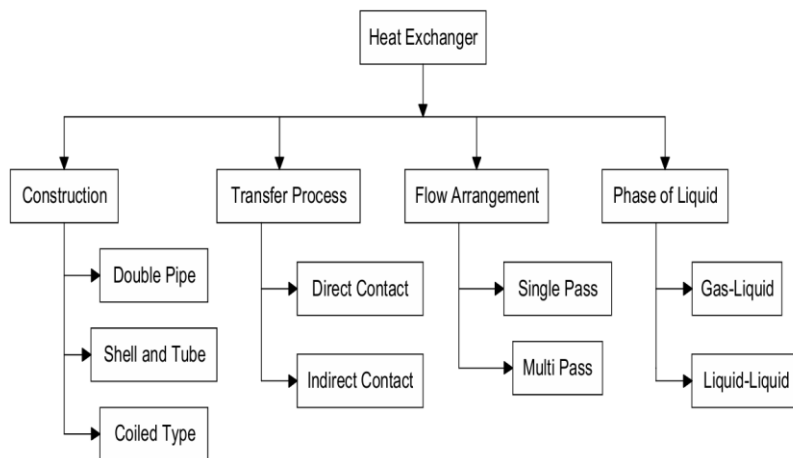 Heat Exchanger
Construction
Transfer Process
Flow Arrangement
Phase of Liquid
Double Pipe
Direct Contact
Single Pass
Gas-Liquid
Shell and Tube
Indirect Contact
Multi Pass
Liquid-Liquid
Coiled Type